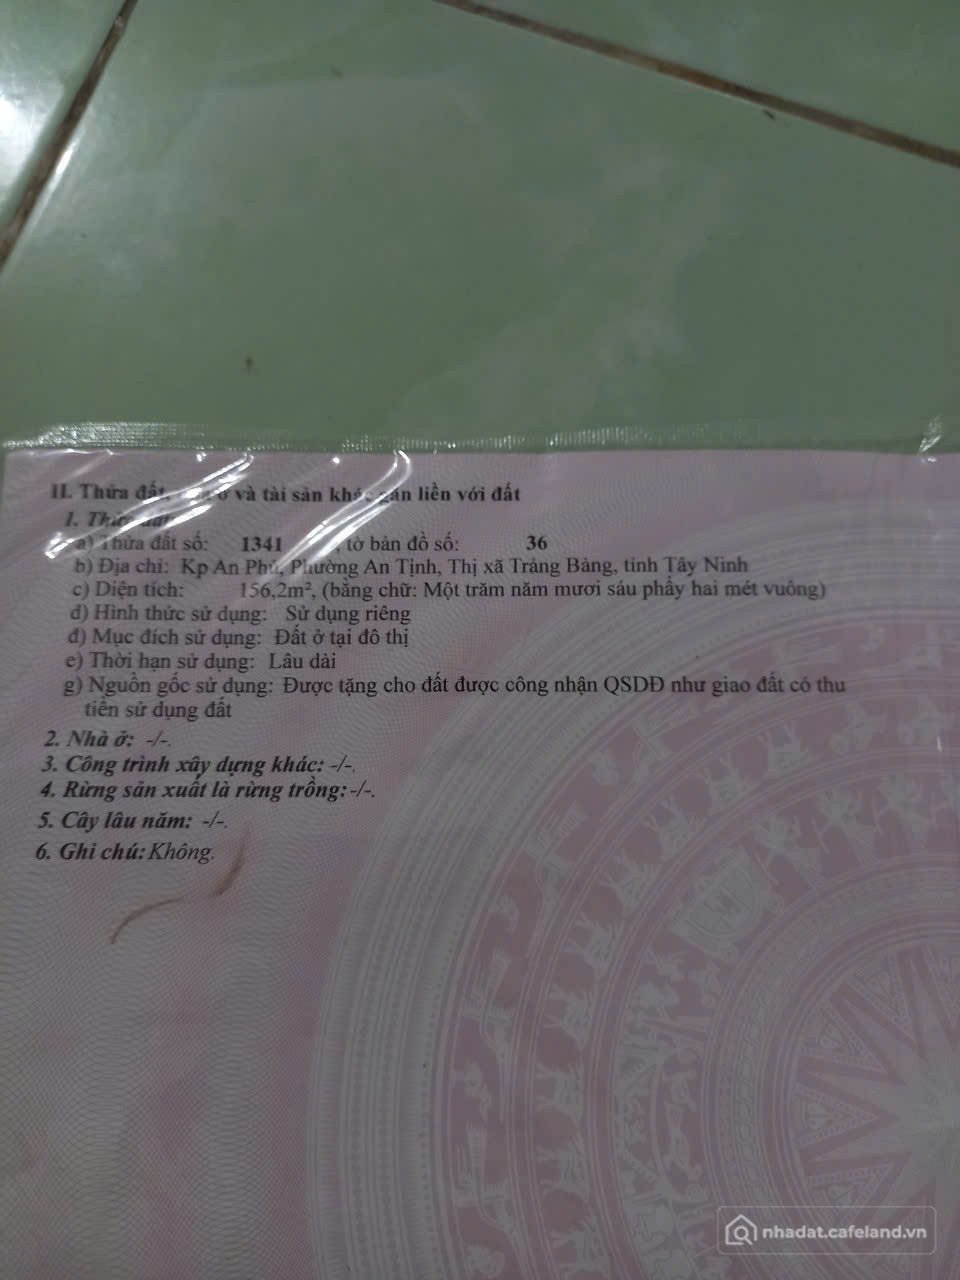 II. Thửa đất, ở và tài sản khác gắn liền với đất
1. Thửa đất
a) Thửa đất số: 1341 , tờ bản đồ số: 36
b) Địa chỉ: Kp An Phú, Phường An Tịnh, Thị xã Trảng Bàng, tỉnh Tây Ninh
c) Diện tích: 156,2m², (bằng chữ: Một trăm năm mươi sáu phẩy hai mét vuông)
d) Hình thức sử dụng: Sử dụng riêng
đ) Mục đích sử dụng: Đất ở tại đô thị
e) Thời hạn sử dụng: Lâu dài
g) Nguồn gốc sử dụng: Được tặng cho đất được công nhận QSDĐ như giao đất có thu
tiền sử dụng đất
2. Nhà ở: -/-.
3. Công trình xây dựng khác: -/-.
4. Rừng sản xuất là rừng trồng: -/-.
5. Cây lâu năm: -/-.
6. Ghi chú: Không.
nhadat.cafeland.vn